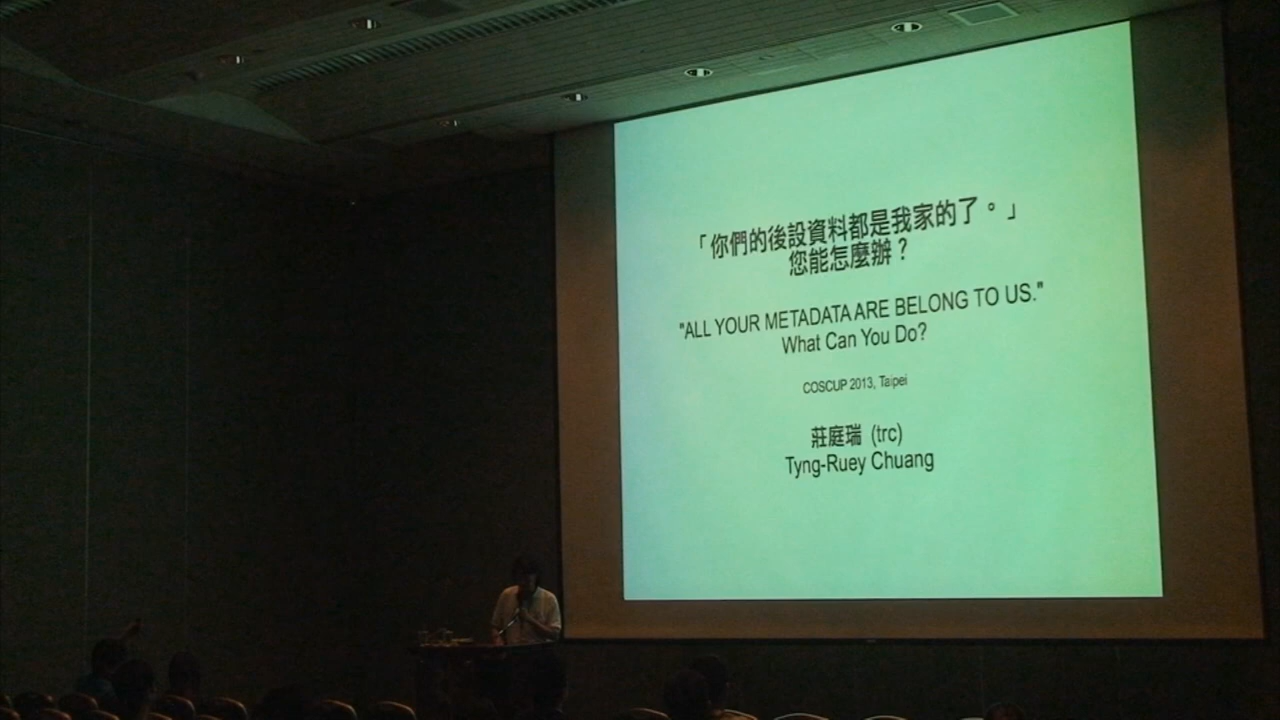 「你們的後設資料都是我家的了。」
您能怎麼辦？
"ALL YOUR METADATA ARE BELONG TO US."
What Can You Do?
COSCUP 2013, Taipei
莊庭瑞 (trc)
Tyng-Ruey Chuang